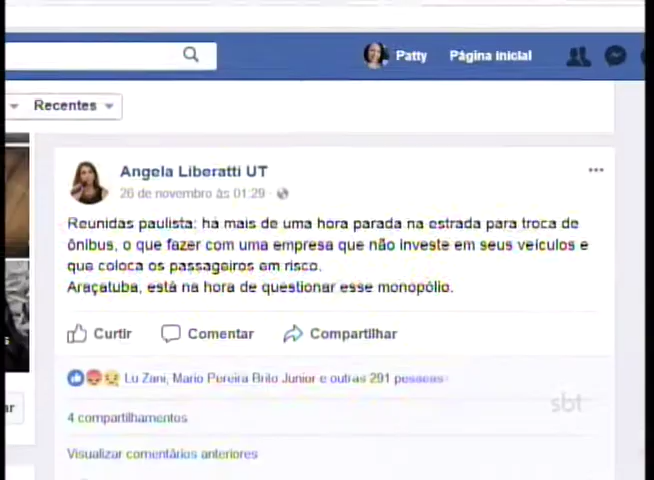 Patty
Página inicial
Recentes
Angela Liberatti UT
26 de novembro às 01:29
Reunidas paulista: há mais de uma hora parada na estrada para troca de
ônibus, o que fazer com uma empresa que não investe em seus veículos e
que coloca os passageiros em risco.
Araçatuba, está na hora de questionar esse monopólio.
Curtir
Comentar
Compartilhar
Lu Zani, Mario Pereira Brito Junior e outras 291 pessoas
sbt
4 compartilhamentos
ar
Visualizar comentários anteriores